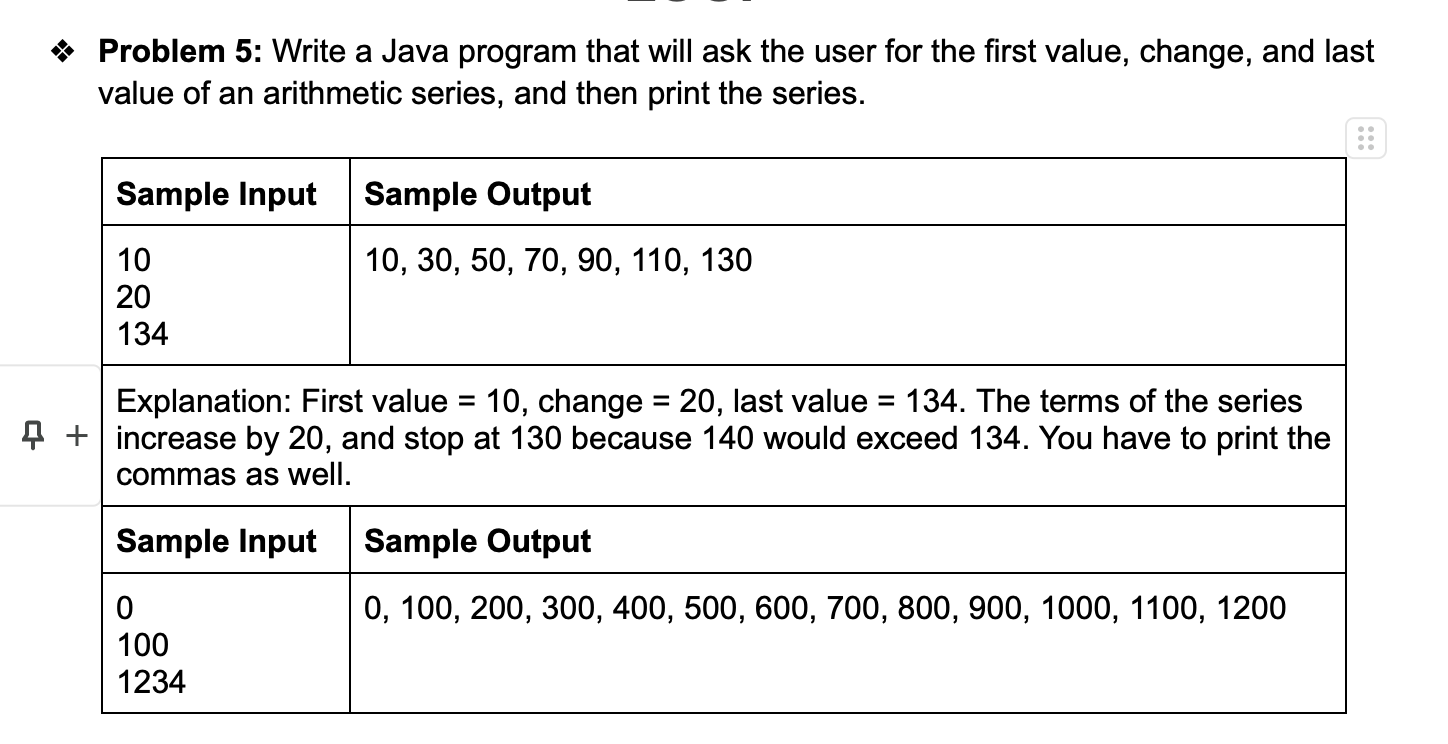 ❖ Problem 5: Write a Java program that will ask the user for the first value, change, and last
value of an arithmetic series, and then print the series.
Sample Input Sample Output
10 10, 30, 50, 70, 90, 110, 130
20
134
Explanation: First value = 10, change = 20, last value = 134. The terms of the series
increase by 20, and stop at 130 because 140 would exceed 134. You have to print the
commas as well.
Sample Input Sample Output
0 0, 100, 200, 300, 400, 500, 600, 700, 800, 900, 1000, 1100, 1200
100
1234